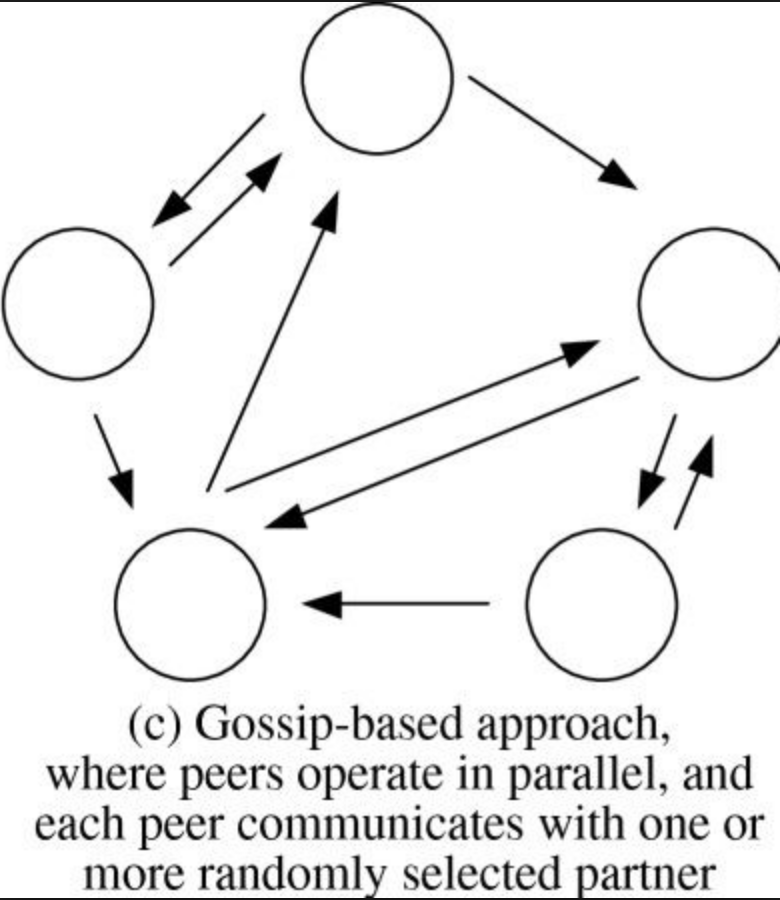 (c) Gossip-based approach,
where peers operate in parallel, and
each peer communicates with one or
more randomly selected partner